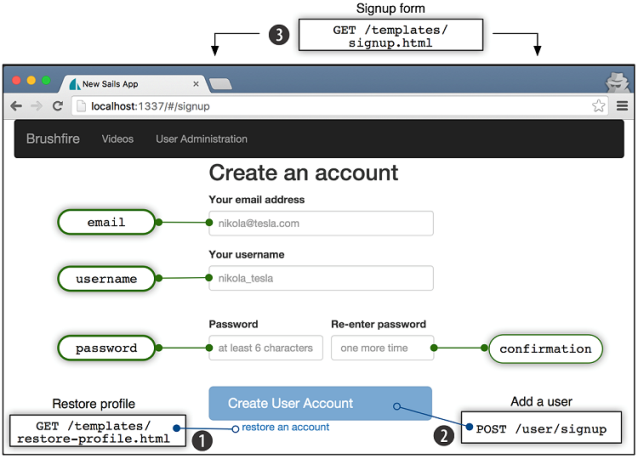 Signup form
3
GET /templates/
signup.html
New Sails App
×
localhost:1337/#/signup
Brushfire Videos User Administration
Create an account
Your email address
email
nikola@tesla.com
Your username
username
nikola_tesla
Password Re-enter password
password
at least 6 characters
one more time
confirmation
Create User Account
restore an account
Restore profile
GET /templates/
restore-profile.html
1
Add a user
2
POST /user/signup